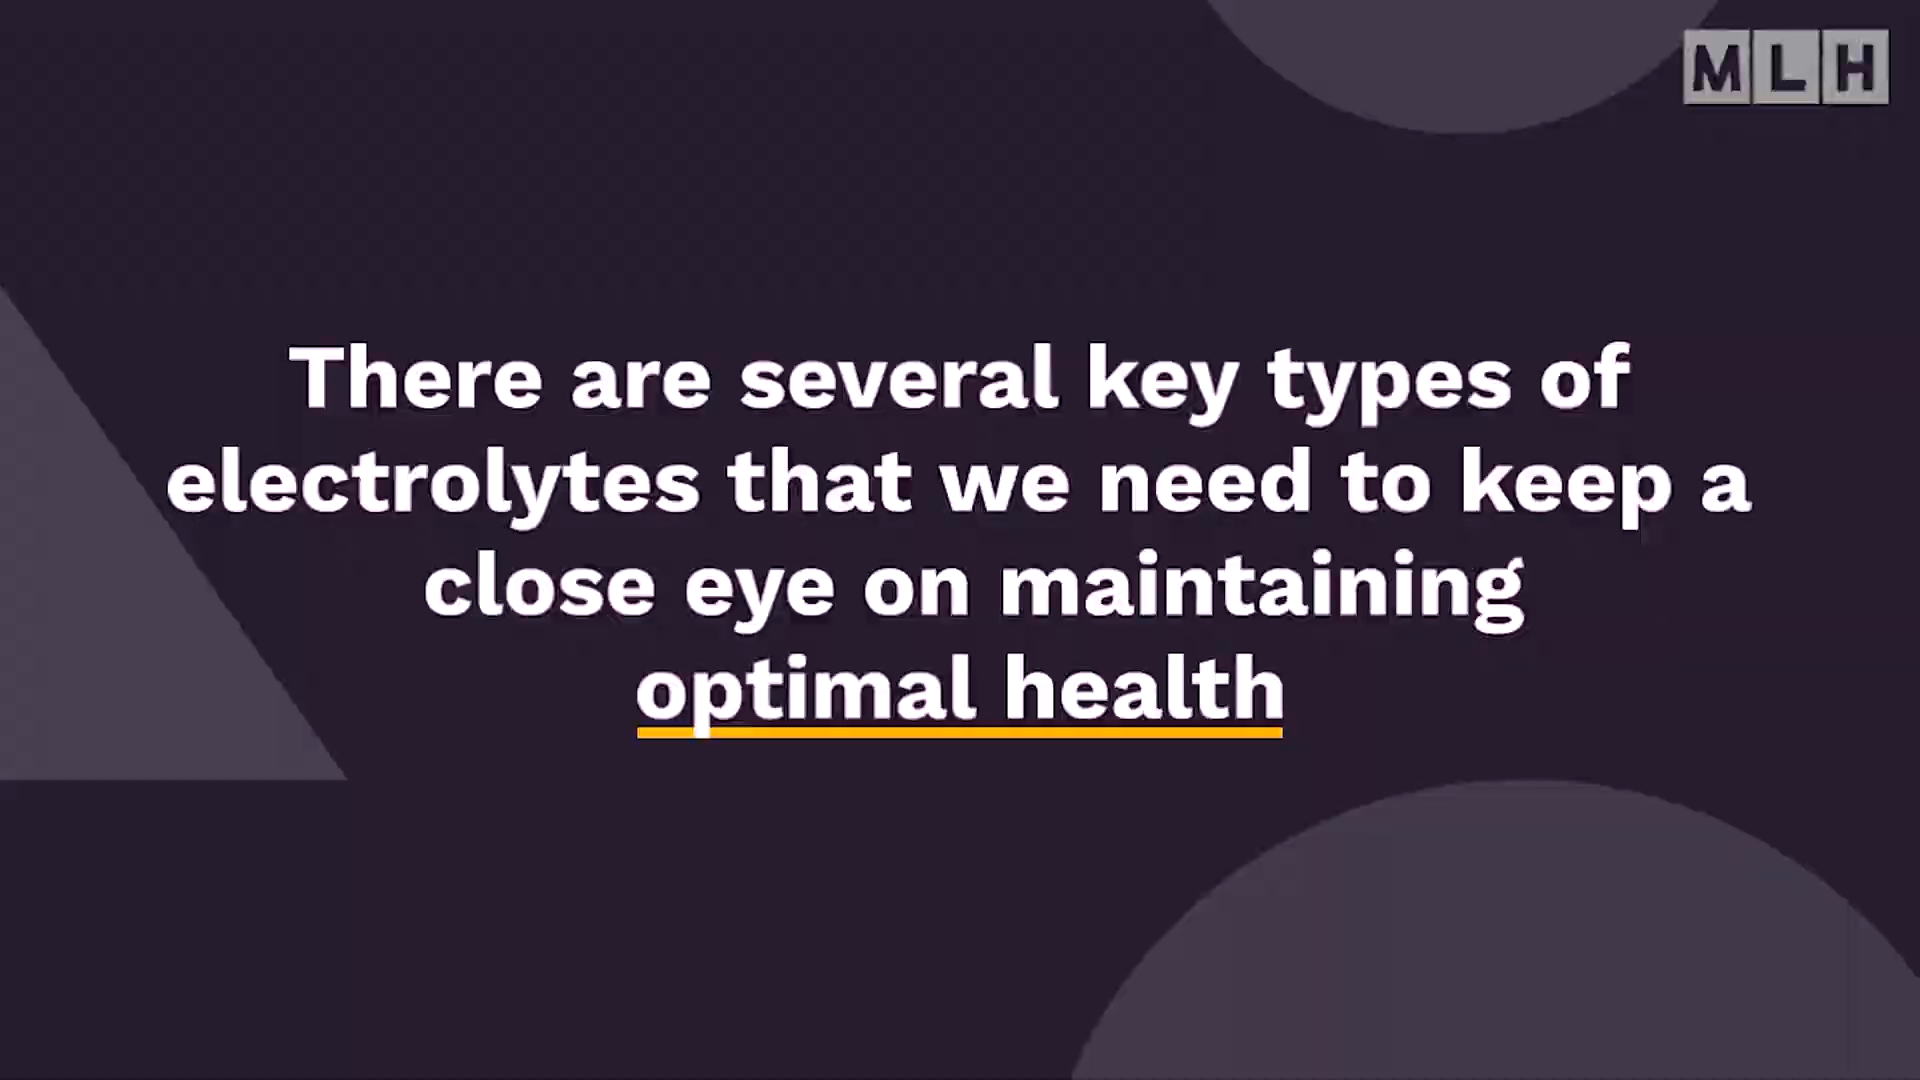 MLH
There are several key types of
electrolytes that we need to keep a
close eye on maintaining
optimal health